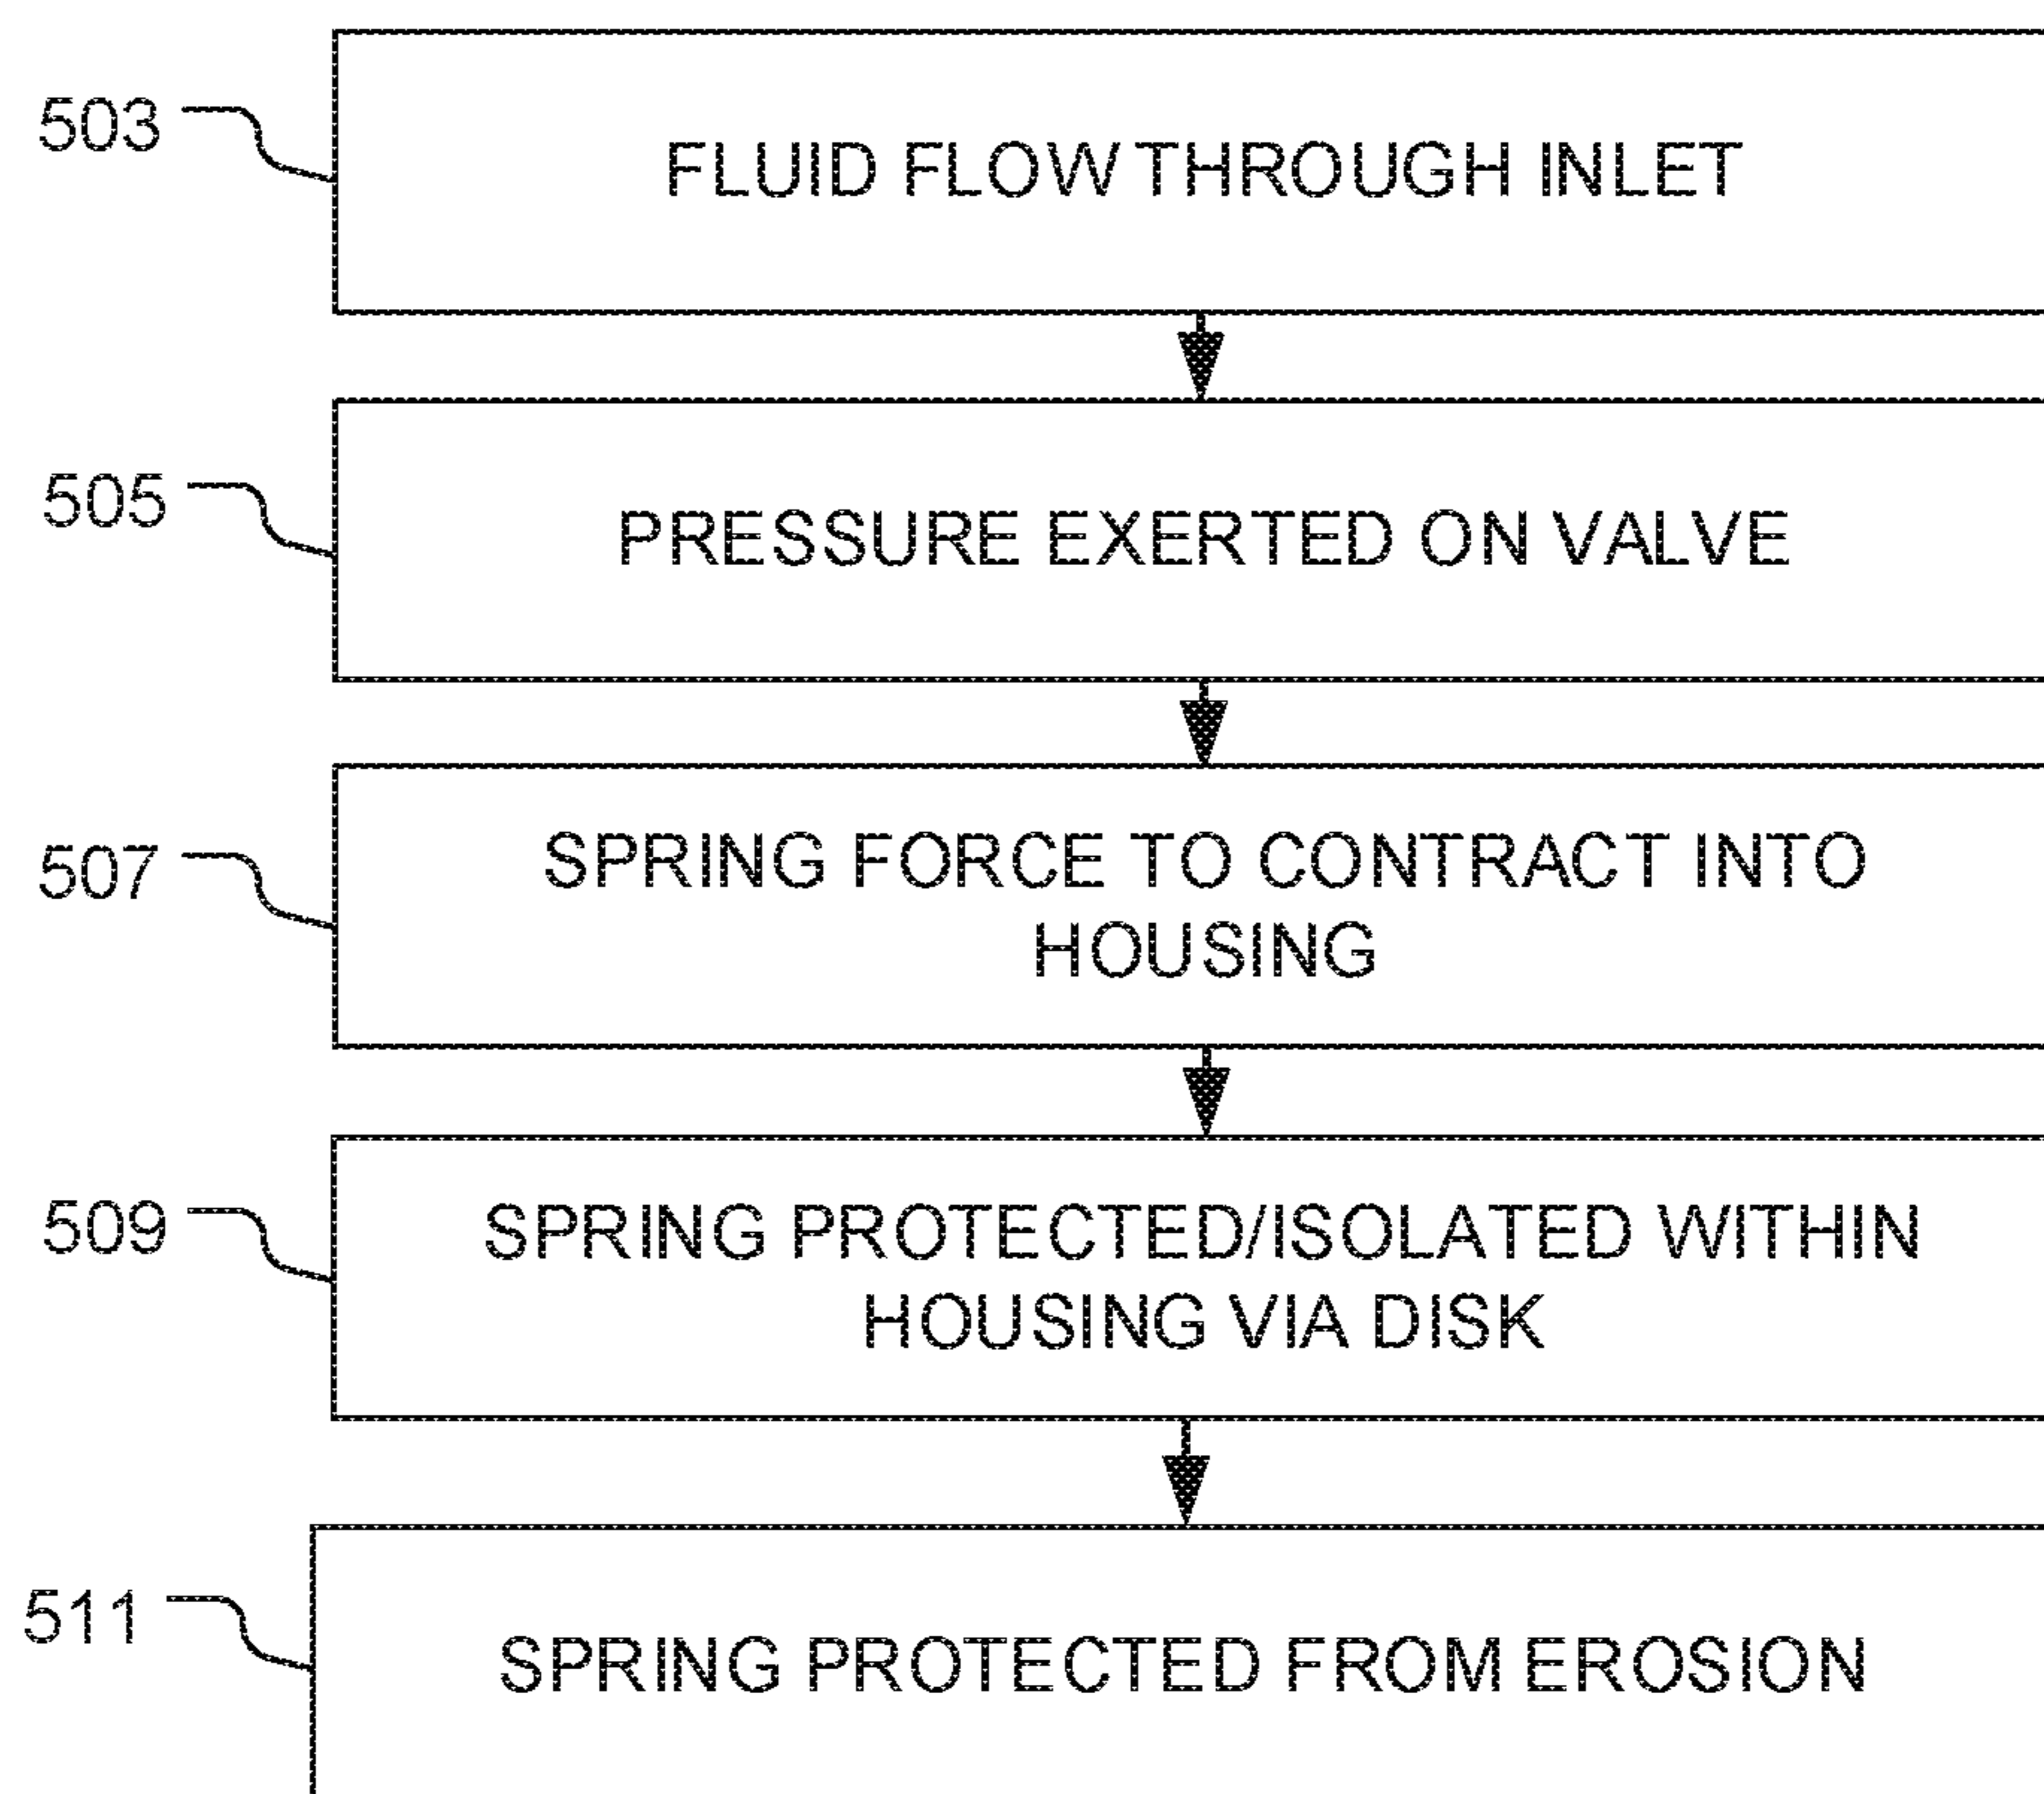 503
FLUID FLOW THROUGH INLET
505
PRESSURE EXERTED ON VALVE
507
SPRING FORCE TO CONTRACT INTO
HOUSING
509
SPRING PROTECTED/ISOLATED WITHIN
HOUSING VIA DISK
511
SPRING PROTECTED FROM EROSION